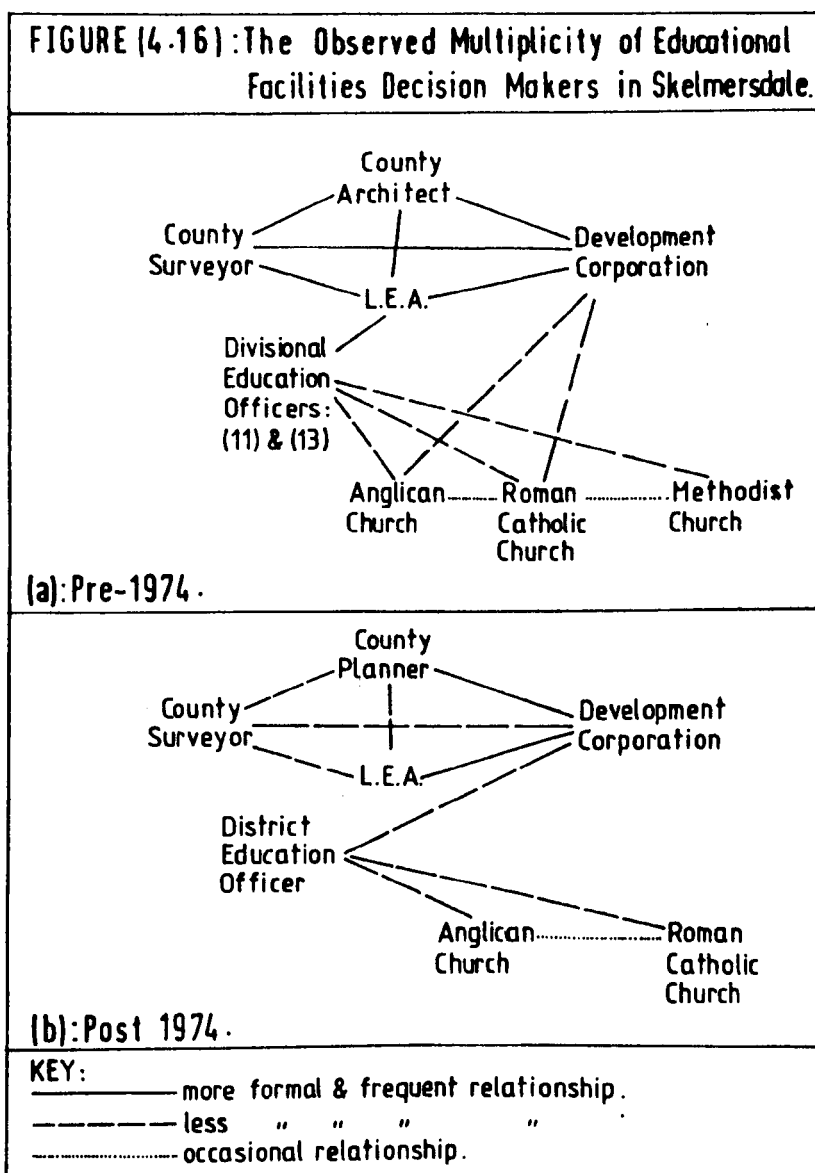 FIGURE (4.16): The Observed Multiplicity of Educational
Facilities Decision Makers in Skelmersdale.
County
Architect
County
Surveyor
Development
Corporation
L.E.A.
Divisional
Education
Officers:
(11) & (13)
Anglican
Church
Roman
Catholic
Church
Methodist
Church
(a): Pre-1974.
County
Planner
County
Surveyor
Development
Corporation
L.E.A.
District
Education
Officer
Anglican
Church
Roman
Catholic
Church
(b): Post 1974.
KEY:
more formal & frequent relationship.
less " " " " .
occasional relationship.